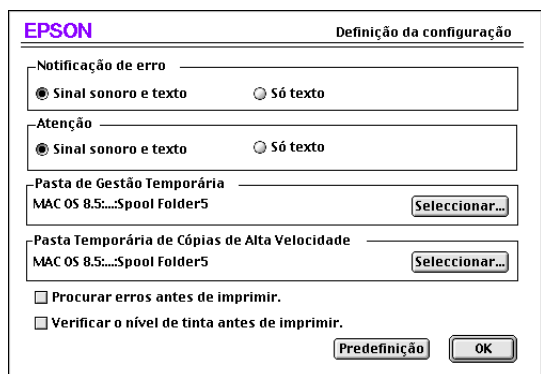 EPSON Definição da configuração
Notificação de erro
Sinal sonoro e texto Só texto
Atenção
Sinal sonoro e texto Só texto
Pasta de Gestão Temporária
MAC OS 8.5:...:Spool Folder5 Seleccionar...
Pasta Temporária de Cópias de Alta Velocidade
MAC OS 8.5:...:Spool Folder5 Seleccionar...
Procurar erros antes de imprimir.
Verificar o nível de tinta antes de imprimir.
Predefinição OK